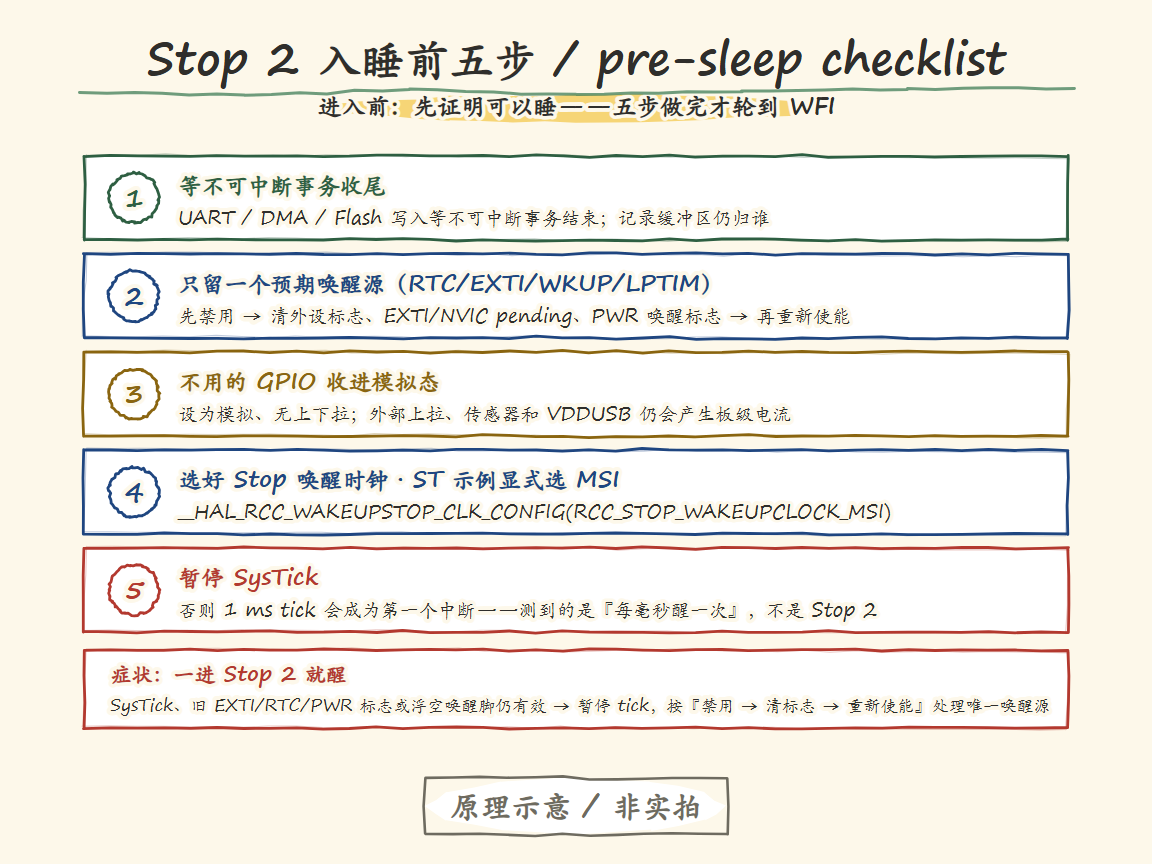 Stop 2 入睡前五步 / pre-sleep checklist
进入前：先证明可以睡——五步做完才轮到 WFI
1
等不可中断事务收尾
UART / DMA / Flash 写入等不可中断事务结束；记录缓冲区仍归谁
2
只留一个预期唤醒源（RTC/EXTI/WKUP/LPTIM）
先禁用 → 清外设标志、EXTI/NVIC pending、PWR 唤醒标志 → 再重新使能
3
不用的 GPIO 收进模拟态
设为模拟、无上下拉；外部上拉、传感器和 VDDUSB 仍会产生板级电流
4
选好 Stop 唤醒时钟 · ST 示例显式选 MSI
__HAL_RCC_WAKEUPSTOP_CLK_CONFIG(RCC_STOP_WAKEUPCLOCK_MSI)
5
暂停 SysTick
否则 1 ms tick 会成为第一个中断——测到的是『每毫秒醒一次』，不是 Stop 2
症状：一进 Stop 2 就醒
SysTick、旧 EXTI/RTC/PWR 标志或浮空唤醒脚仍有效 → 暂停 tick，按『禁用 → 清标志 → 重新使能』处理唯一唤醒源
原理示意 / 非实拍